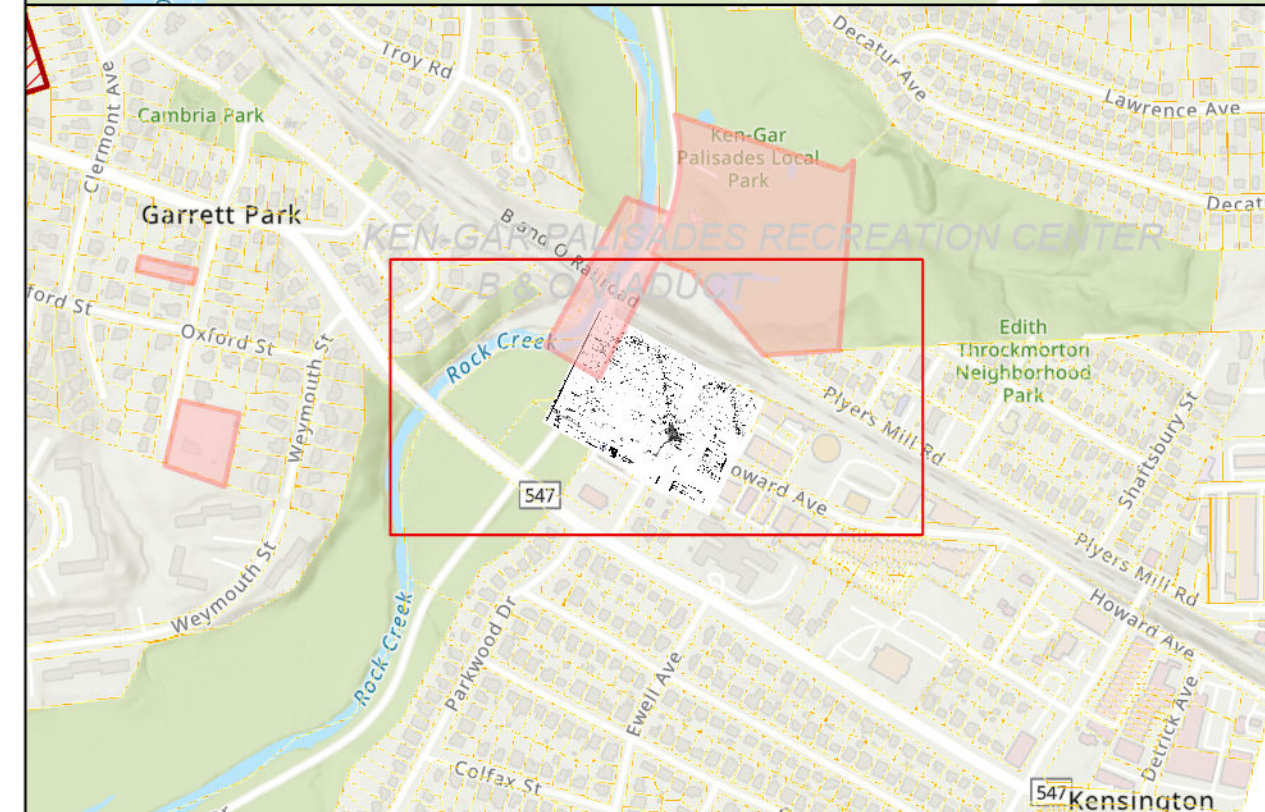 Troy Rd
Decatur Ave
Lawrence Ave
Clermont Ave
Cambria Park
Ken-Gar
Palisades Local
Park
Garrett Park
B and O Railroad
Decat
KEN-GAR PALISADES RECREATION CENTER
B & O VIADUCT
ford St
Oxford St
Weymouth St
Rock Creek
Edith
Throckmorton
Neighborhood
Park
Plyers Mill Rd
Shaftsbury St
oward Ave
547
Weymouth St
Plyers Mill Rd
Howard Ave
Rock Creek
Parkwood Dr
Ewell Ave
Detrick Ave
Colfax St
547
Kensington